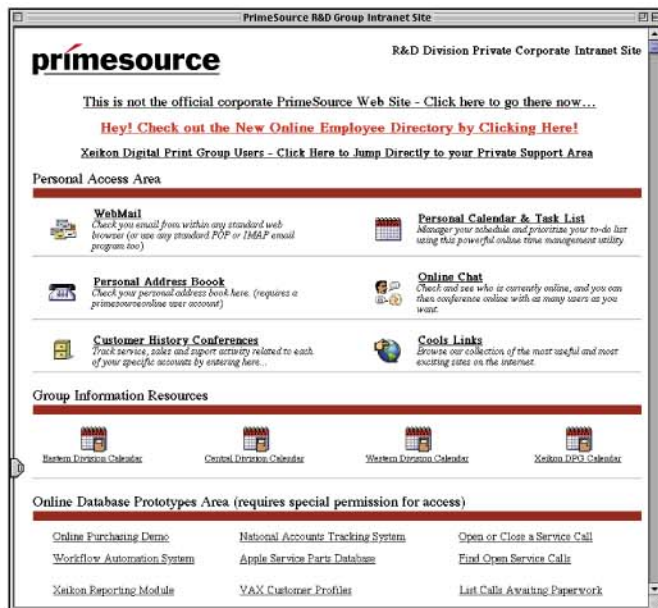 PrimeSource R&D Group Intranet Site
prímesource
R&D Division Private Corporate Intranet Site
This is not the official corporate PrimeSource Web Site - Click here to go there now...
Hey! Check out the New Online Employee Directory by Clicking Here!
Xeikon Digital Print Group Users - Click Here to Jump Directly to your Private Support Area
Personal Access Area
WebMail
Check you email from within any standard web
browser (or use any standard POP or IMAP email
program too)
Personal Calendar & Task List
Manager your schedule and prioritize your to-do list
using this powerful online time management utility
Personal Address Boook
Check your personal address book here. (requires a
primesourceonline user account)
Online Chat
Check and see who is currently online, and you can
then conference online with as many users as you
want.
Customer History Conferences
Track service, sales and suport activity related to each
of your specific accounts by entering here...
Cools Links
Browse our collection of the most useful and most
exciting sites on the internet.
Group Information Resources
Eastern Division Calendar
Central Division Calendar
Western Division Calendar
Xeikon DPG Calendar
Online Database Prototypes Area (requires special permission for access)
Online Purchasing Demo
National Accounts Tracking System
Open or Close a Service Call
Workflow Automation System
Apple Service Parts Database
Find Open Service Calls
Xeikon Reporting Module
VAX Customer Profiles
List Calls Awaiting Paperwork